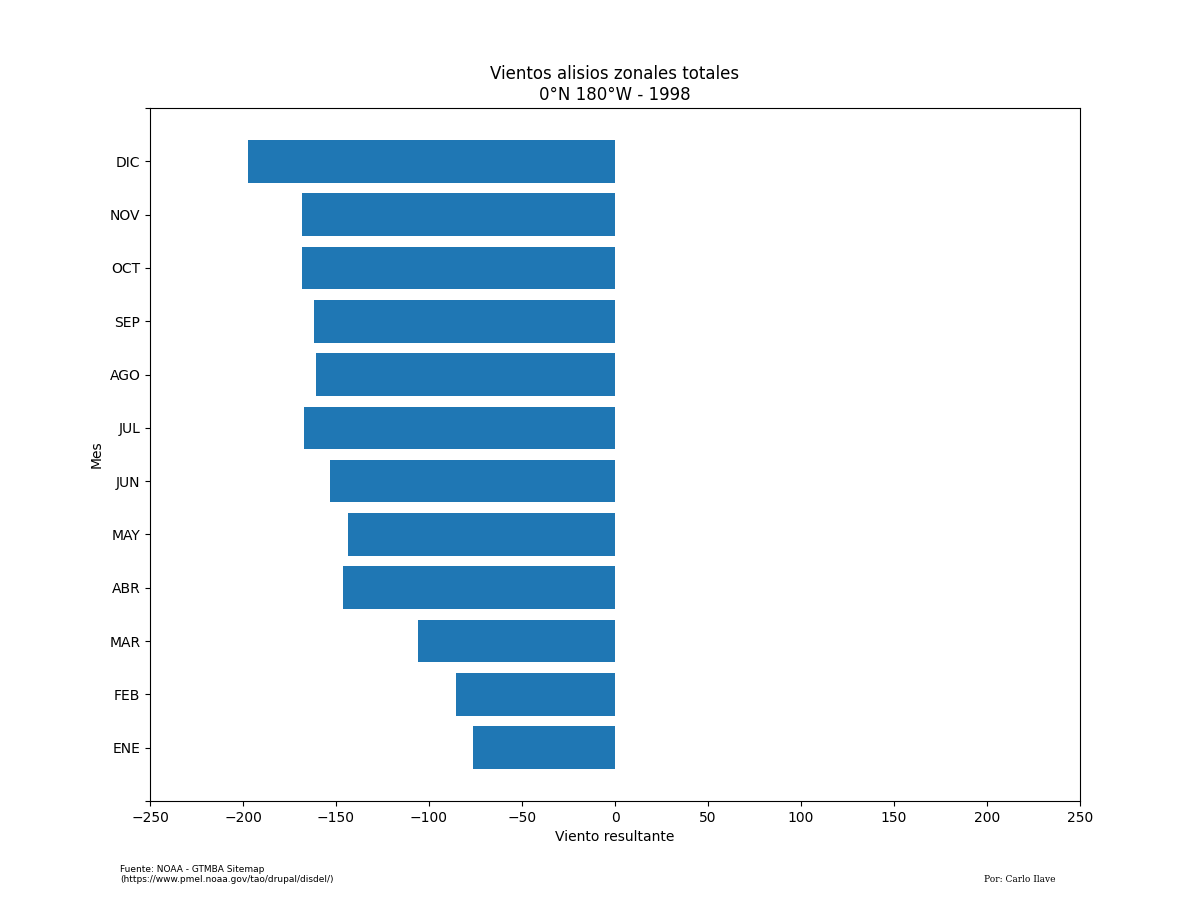 Vientos alisios zonales totales
0°N 180°W - 1998
DIC
NOV
OCT
SEP
AGO
JUL
JUN
MAY
ABR
MAR
FEB
ENE
Mes
−250 −200 −150 −100 −50 0 50 100 150 200 250
Viento resultante
Fuente: NOAA - GTMBA Sitemap
(https://www.pmel.noaa.gov/tao/drupal/disdel/)
Por: Carlo Ilave